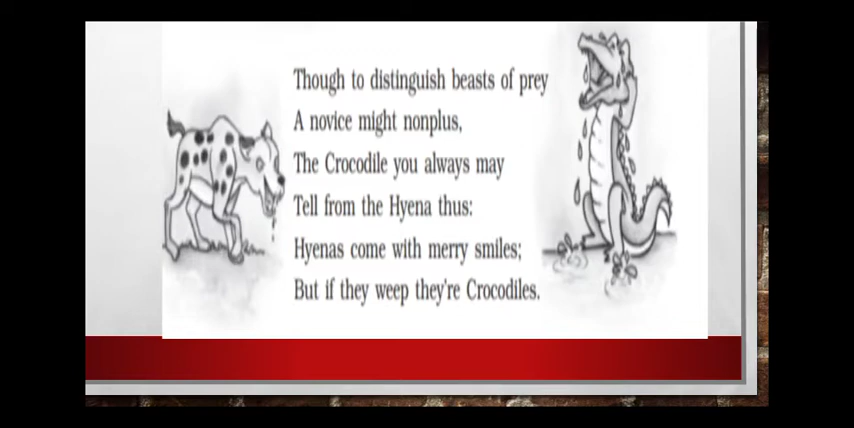 Though to distinguish beasts of prey
A novice might nonplus,
The Crocodile you always may
Tell from the Hyena thus:
Hyenas come with merry smiles;
But if they weep they're Crocodiles.